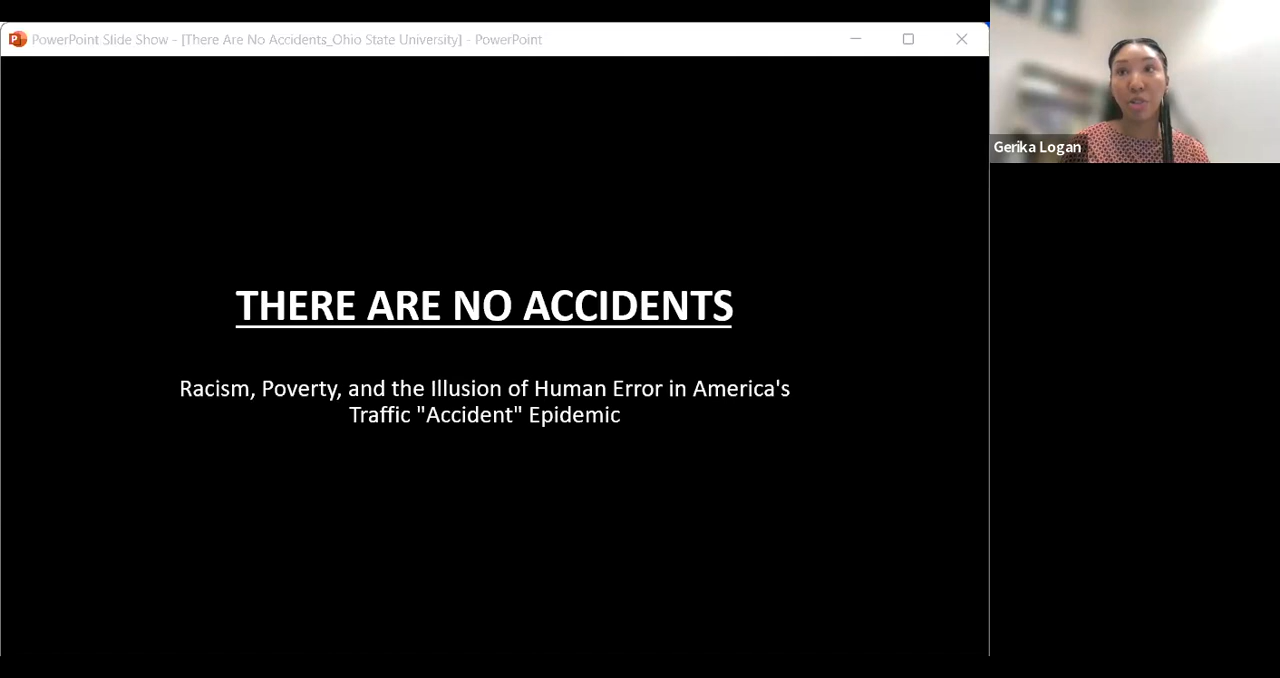 PowerPoint Slide Show - [There Are No Accidents_Ohio State University] - PowerPoint
Gerika Logan
THERE ARE NO ACCIDENTS
Racism, Poverty, and the Illusion of Human Error in America's
Traffic "Accident" Epidemic